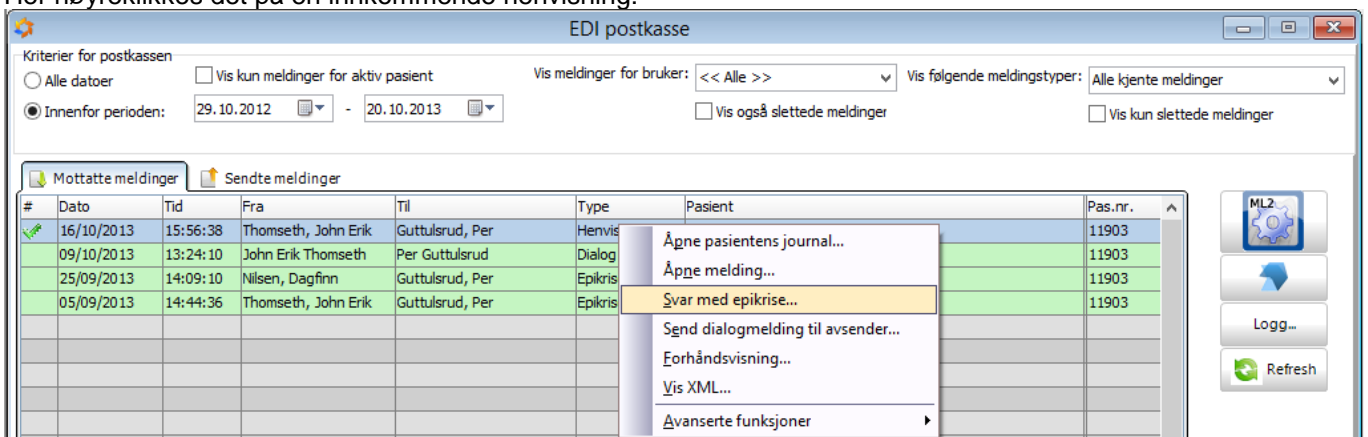 Her høyreklikkes det på en innkommende henvisning:
EDI postkasse
Kriterier for postkassen
Alle datoer
Vis kun meldinger for aktiv pasient
Vis meldinger for bruker: << Alle >>
Vis følgende meldingstyper: Alle kjente meldinger
Innenfor perioden: 29.10.2012 - 20.10.2013
Vis også slettede meldinger
Vis kun slettede meldinger
Mottatte meldinger
Sendte meldinger
# Dato Tid Fra Til Type Pasient Pas.nr.
16/10/2013 15:56:38 Thomseth, John Erik Guttulsrud, Per Henvis 11903
09/10/2013 13:24:10 John Erik Thomseth Per Guttulsrud Dialog 11903
25/09/2013 14:09:10 Nilsen, Dagfinn Guttulsrud, Per Epikris 11903
05/09/2013 14:44:36 Thomseth, John Erik Guttulsrud, Per Epikris 11903
Åpne pasientens journal...
Åpne melding...
Svar med epikrise...
Send dialogmelding til avsender...
Forhåndsvisning...
Vis XML...
Avanserte funksjoner
ML2
Logg...
Refresh